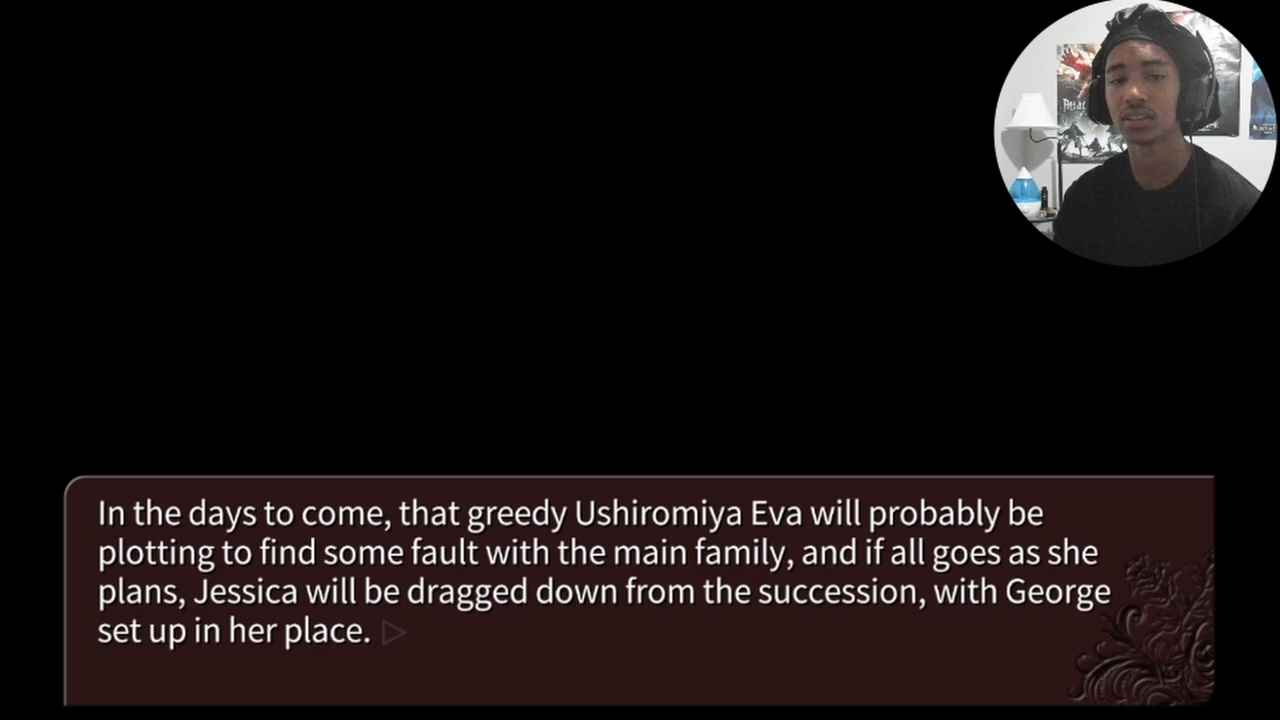 Attac
In the days to come, that greedy Ushiromiya Eva will probably be
plotting to find some fault with the main family, and if all goes as she
plans, Jessica will be dragged down from the succession, with George
set up in her place.